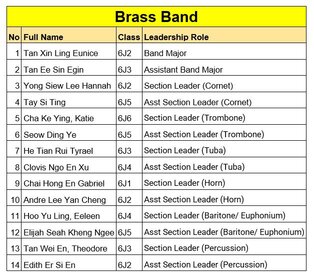 Brass Band
No Full Name Class Leadership Role
1 Tan Xin Ling Eunice 6J2 Band Major
2 Tan Ee Sin Egin 6J3 Assistant Band Major
3 Yong Siew Lee Hannah 6J2 Section Leader (Cornet)
4 Tay Si Ting 6J5 Asst Section Leader (Cornet)
5 Cha Ke Ying, Katie 6J6 Section Leader (Trombone)
6 Seow Ding Ye 6J5 Asst Section Leader (Trombone)
7 He Tian Rui Tyrael 6J3 Section Leader (Tuba)
8 Clovis Ngo En Xu 6J4 Asst Section Leader (Tuba)
9 Chai Hong En Gabriel 6J1 Section Leader (Horn)
10 Andre Lee Yan Cheng 6J2 Asst Section Leader (Horn)
11 Hoo Yu Ling, Eeleen 6J4 Section Leader (Baritone/ Euphonium)
12 Elijah Seah Kheng Ngee 6J5 Asst Section Leader (Baritone/ Euphonium)
13 Tan Wei En, Theodore 6J3 Section Leader (Percussion)
14 Edith Er Si En 6J2 Asst Section Leader (Percussion)